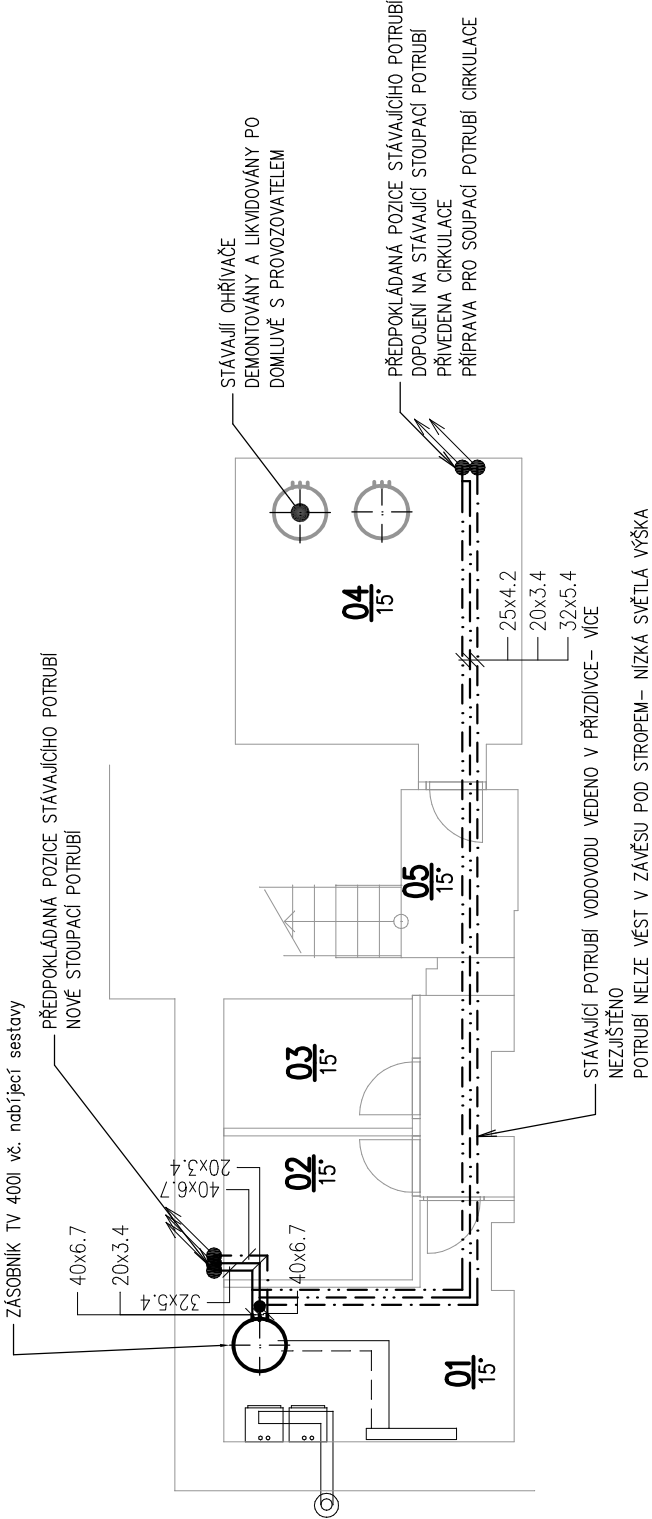 ZÁSOBNÍK TV 400l vč. nabíjecí sestavy
PŘEDPOKLÁDANÁ POZICE STÁVAJÍCÍHO POTRUBÍ
NOVÉ STOUPACÍ POTRUBÍ
40x6.7
20x3.4
32x5.4
40x6.7
20x3.4
40x6.7
01
15°
02
15°
03
15°
05
15°
04
15°
STÁVAJÍ OHŘÍVAČE
DEMONTOVÁNY A LIKVIDOVÁNY PO
DOMLUVĚ S PROVOZOVATELEM
PŘEDPOKLÁDANÁ POZICE STÁVAJÍCÍHO POTRUBÍ
DOPOJENÍ NA STÁVAJÍCÍ STOUPACÍ POTRUBÍ
PŘIVEDENA CIRKULACE
PŘÍPRAVA PRO SOUPACÍ POTRUBÍ CIRKULACE
25x4.2
20x3.4
32x5.4
STÁVAJÍCÍ POTRUBÍ VODOVODU VEDENO V PŘIZDÍVCE- VÍCE
NEZJIŠTĚNO
POTRUBÍ NELZE VÉST V ZÁVĚSU POD STROPEM- NÍZKÁ SVĚTLÁ VÝŠKA